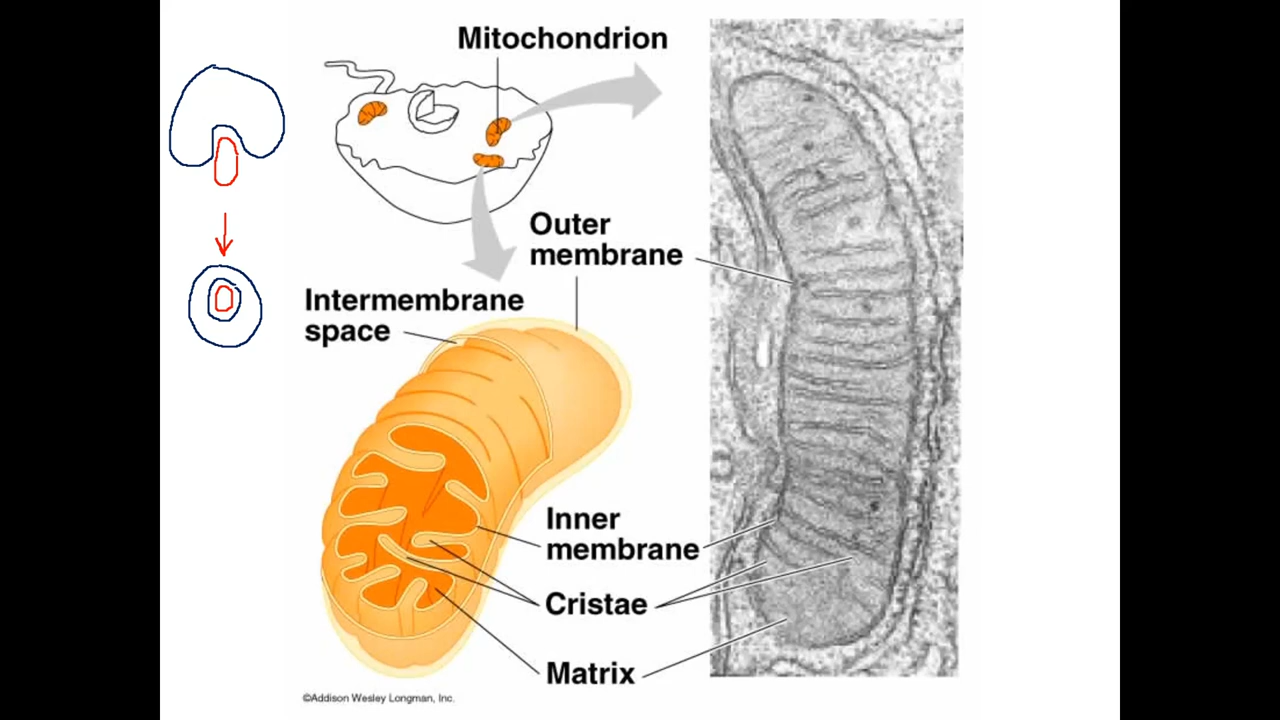 Mitochondrion
Outer
membrane
Intermembrane
space
Inner
membrane
Cristae
Matrix
©Addison Wesley Longman, Inc.